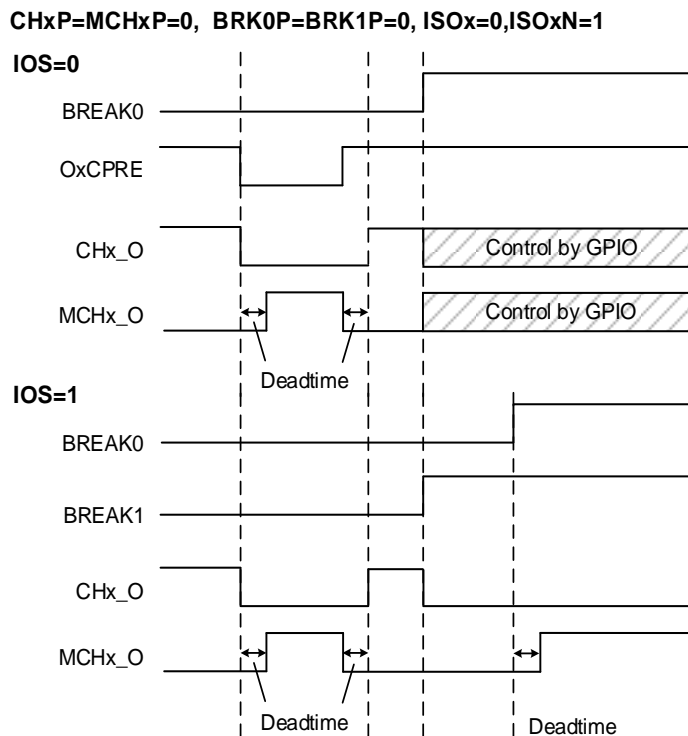 CHxP=MCHxP=0, BRK0P=BRK1P=0, ISOx=0,ISOxN=1
IOS=0
BREAK0
OxCPRE
CHx_O
Control by GPIO
MCHx_O
Control by GPIO
Deadtime
IOS=1
BREAK0
BREAK1
CHx_O
MCHx_O
Deadtime
Deadtime